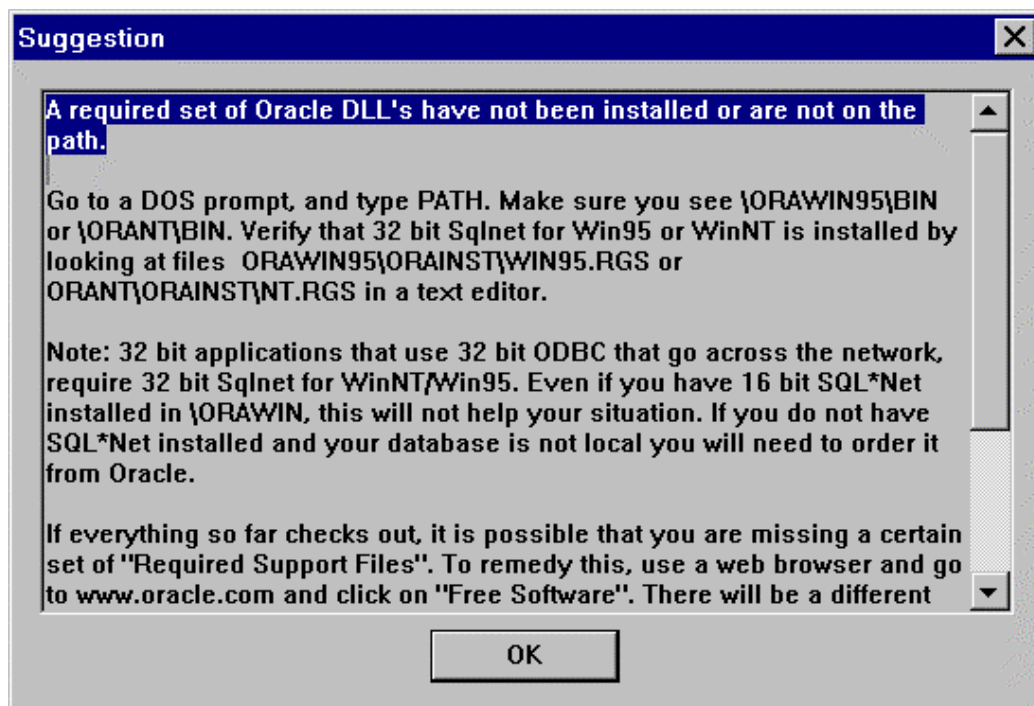 Suggestion
A required set of Oracle DLL's have not been installed or are not on the
path.
Go to a DOS prompt, and type PATH. Make sure you see \ORAWIN95\BIN
or \ORANT\BIN. Verify that 32 bit Sqlnet for Win95 or WinNT is installed by
looking at files  ORAWIN95\ORAINST\WIN95.RGS or
ORANT\ORAINST\NT.RGS in a text editor.
Note: 32 bit applications that use 32 bit ODBC that go across the network,
require 32 bit Sqlnet for WinNT/Win95. Even if you have 16 bit SQL*Net
installed in \ORAWIN, this will not help your situation. If you do not have
SQL*Net installed and your database is not local you will need to order it
from Oracle.
If everything so far checks out, it is possible that you are missing a certain
set of "Required Support Files". To remedy this, use a web browser and go
to www.oracle.com and click on "Free Software". There will be a different
OK